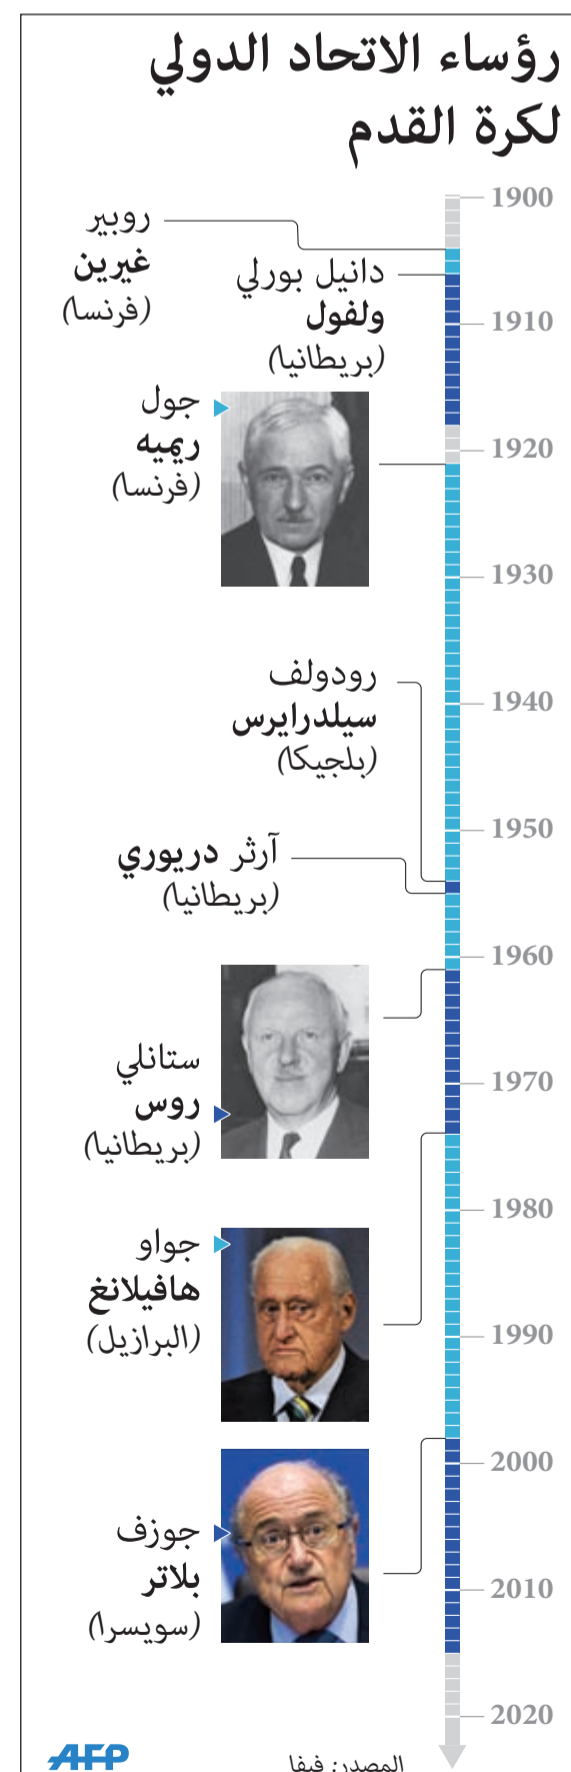 رؤساء الاتحاد الدولي
لكرة القدم
1900
روبير
غيرين
(فرنسا)
دانيل بورلي
ولفول
(بريطانيا)
1910
جول
ريميه
(فرنسا)
1920
1930
رودولف
سيلدرايرس
(بلجيكا)
1940
1950
آرثر دريوري
(بريطانيا)
1960
ستانلي
روس
(بريطانيا)
1970
1980
جواو
هافيلانغ
(البرازيل)
1990
2000
جوزف
بلاتر
(سويسرا)
2010
2020
المصدر: فيفا
AFP